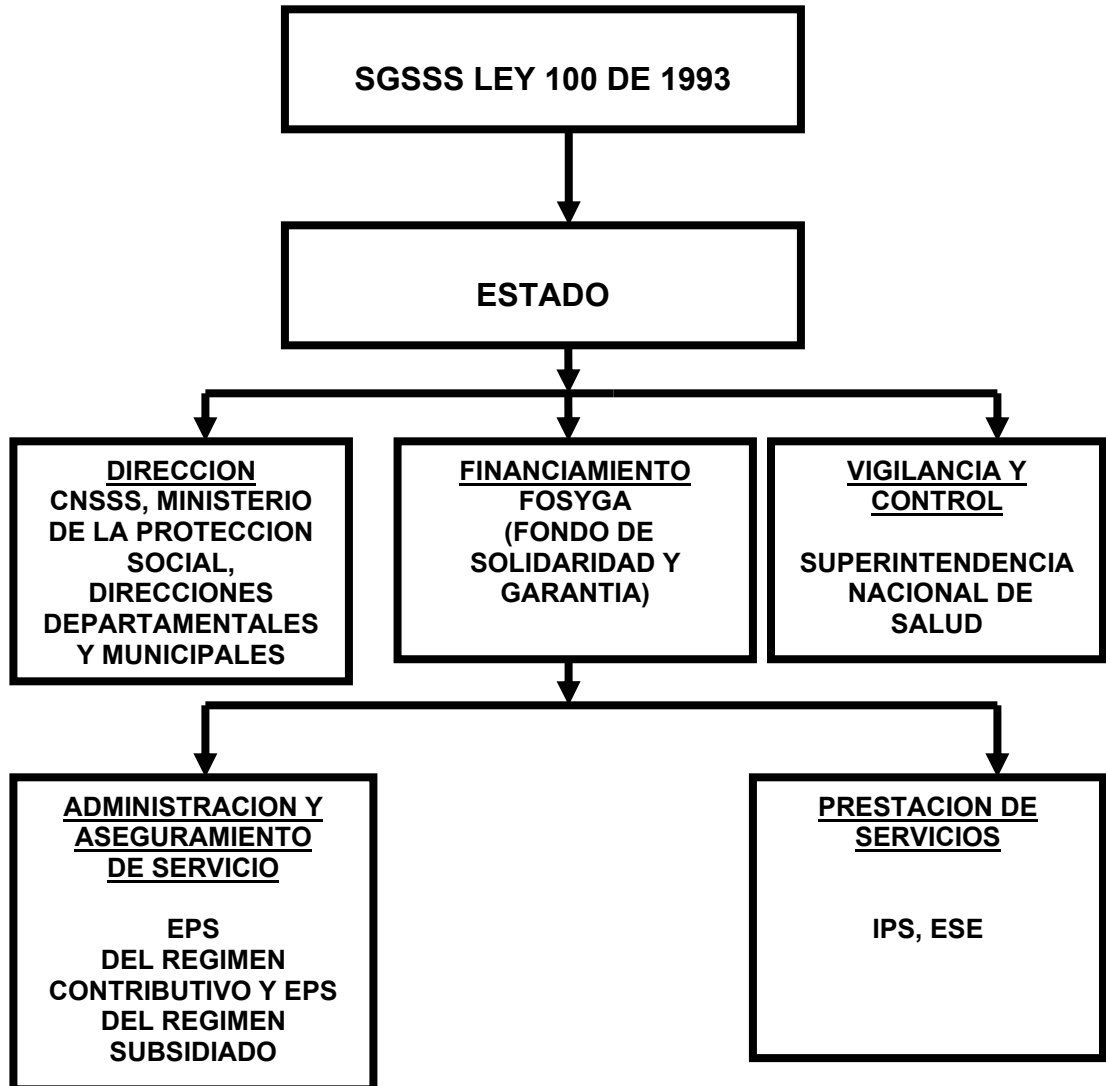 SGSSS LEY 100 DE 1993
ESTADO
DIRECCION
CNSSS, MINISTERIO
DE LA PROTECCION
SOCIAL,
DIRECCIONES
DEPARTAMENTALES
Y MUNICIPALES
FINANCIAMIENTO
FOSYGA
(FONDO DE
SOLIDARIDAD Y
GARANTIA)
VIGILANCIA Y
CONTROL
SUPERINTENDENCIA
NACIONAL DE
SALUD
ADMINISTRACION Y
ASEGURAMIENTO
DE SERVICIO
EPS
DEL REGIMEN
CONTRIBUTIVO Y EPS
DEL REGIMEN
SUBSIDIADO
PRESTACION DE
SERVICIOS
IPS, ESE